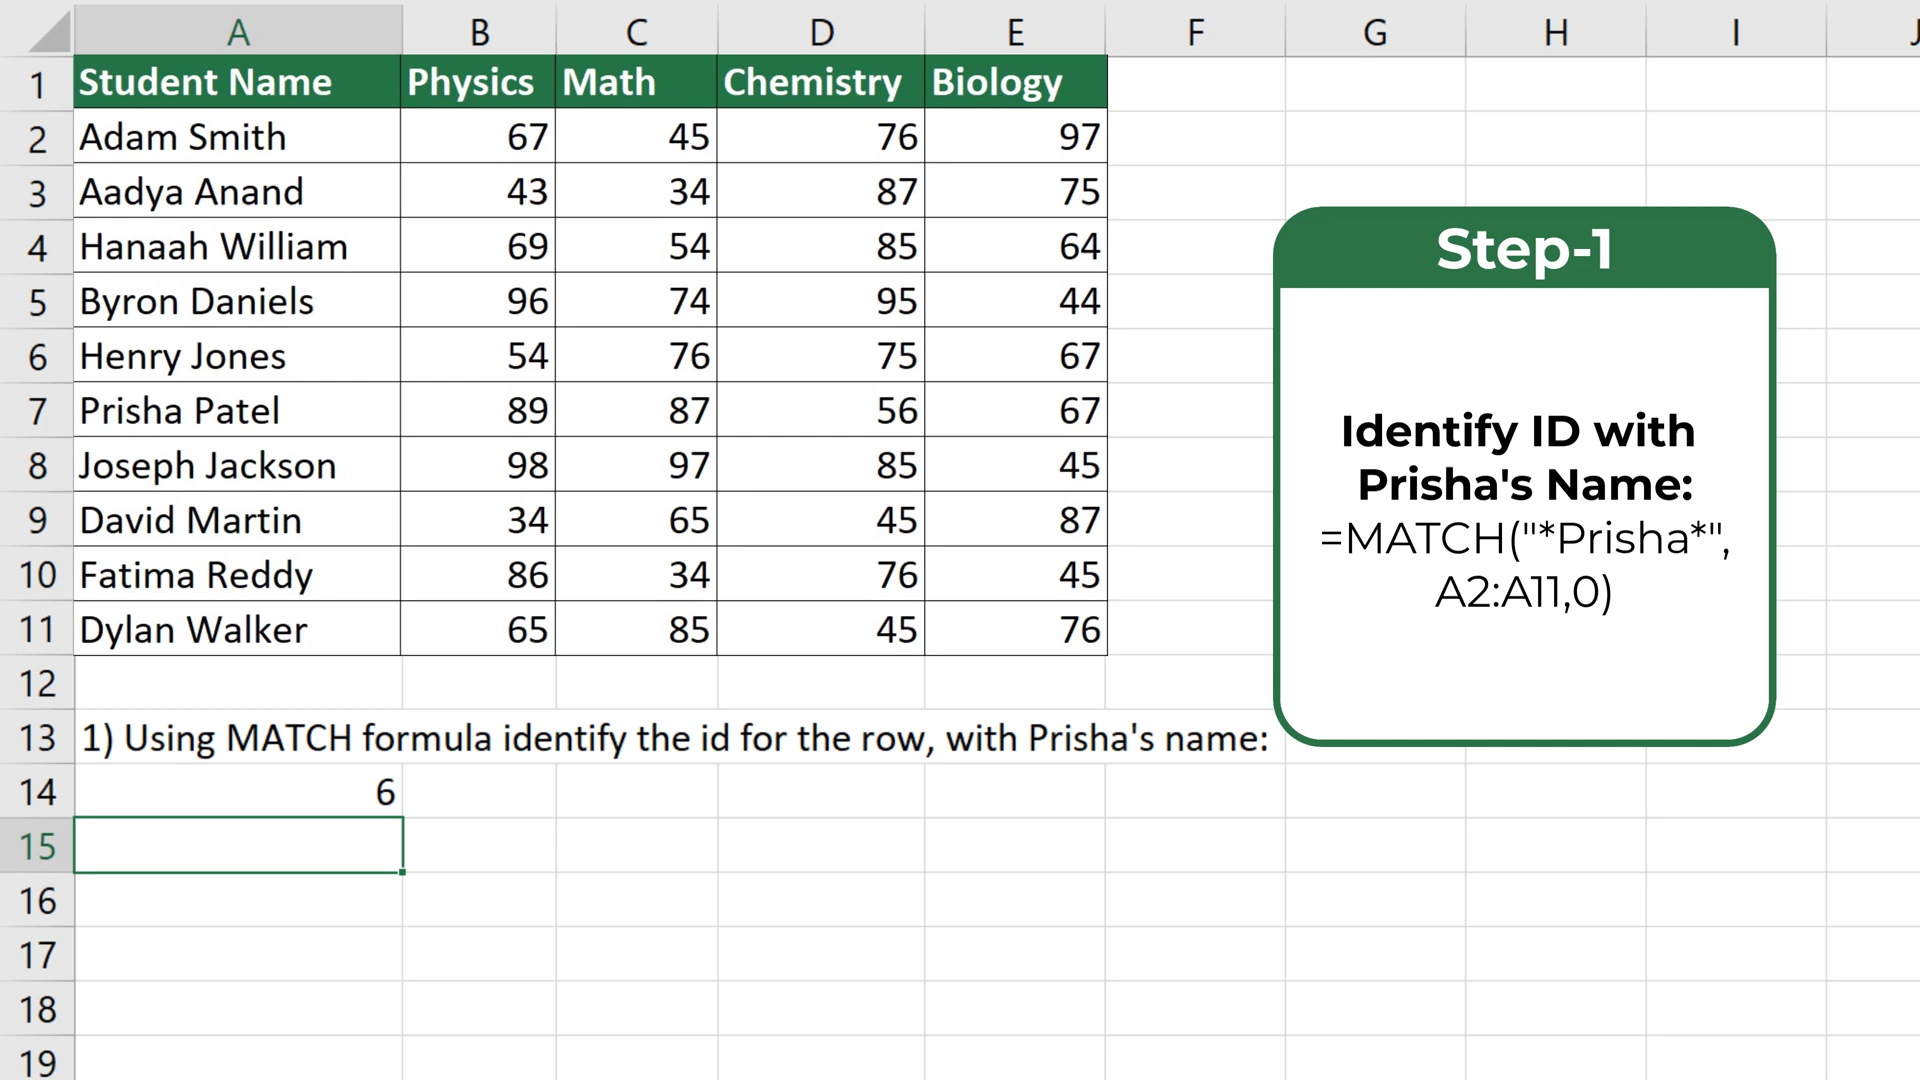 A B C D E F G H I J
1 Student Name Physics Math Chemistry Biology
2 Adam Smith 67 45 76 97
3 Aadya Anand 43 34 87 75
4 Hanaah William 69 54 85 64
5 Byron Daniels 96 74 95 44
6 Henry Jones 54 76 75 67
7 Prisha Patel 89 87 56 67
8 Joseph Jackson 98 97 85 45
9 David Martin 34 65 45 87
10 Fatima Reddy 86 34 76 45
11 Dylan Walker 65 85 45 76
12
13 1) Using MATCH formula identify the id for the row, with Prisha's name:
14 6
15
16
17
18
19
Step-1
Identify ID with
Prisha's Name:
=MATCH("*Prisha*",
A2:A11,0)